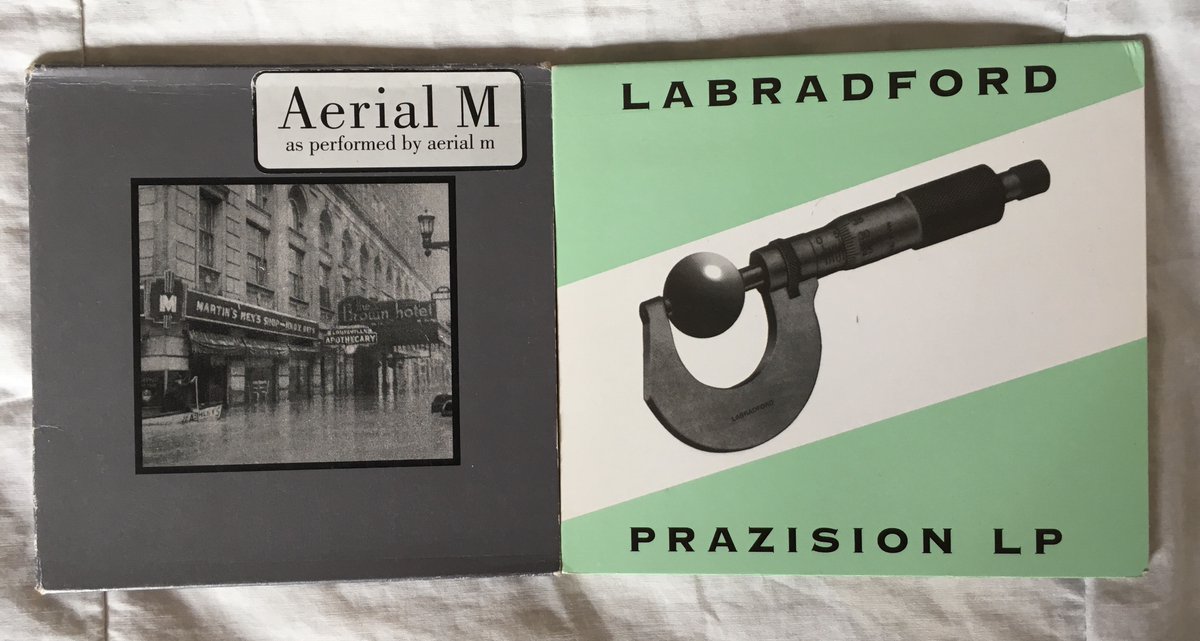 Aerial M
as performed by aerial m
M
MARTIN'S MEN'S SHOP
Brown hotel
APOTHECARY
LABRADFORD
LABRADFORD
PRAZISION LP